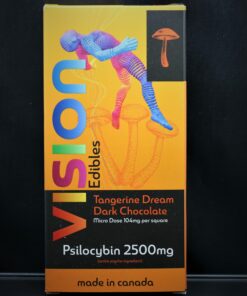 vision
Edibles
Tangerine Dream
Dark Chocolate
Micro Dose 104mg per square
Psilocybin 2500mg
made in canada